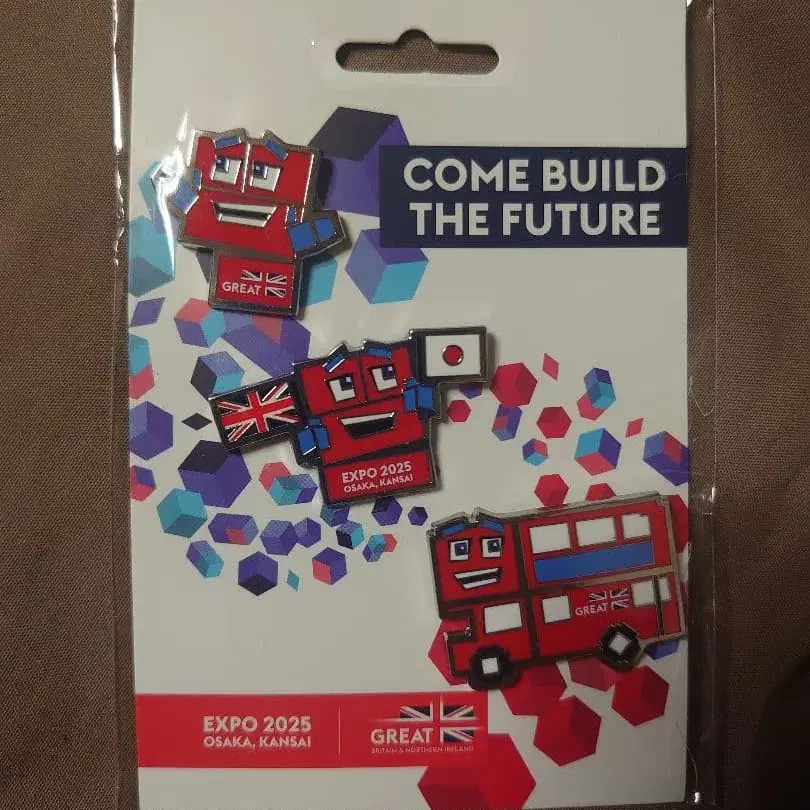 COME BUILD
THE FUTURE
GREAT
EXPO 2025
OSAKA, KANSAI
GREAT
EXPO 2025
OSAKA, KANSAI
GREAT
BRITAIN & NORTHERN IRELAND